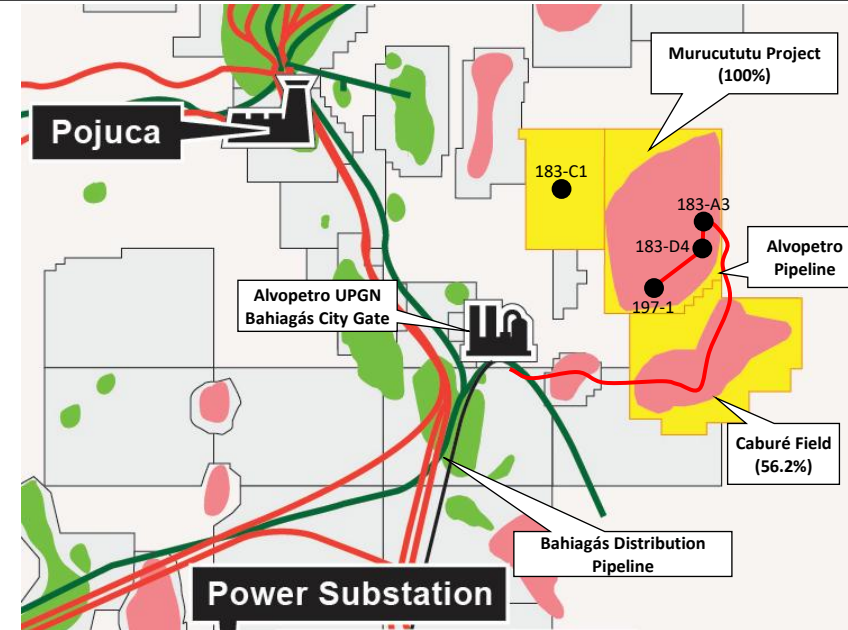 Murucututu Project
(100%)
Pojuca
183-C1
183-A3
183-D4
Alvopetro
Pipeline
197-1
Alvopetro UPGN
Bahiagás City Gate
Caburé Field
(56.2%)
Bahiagás Distribution
Pipeline
Power Substation